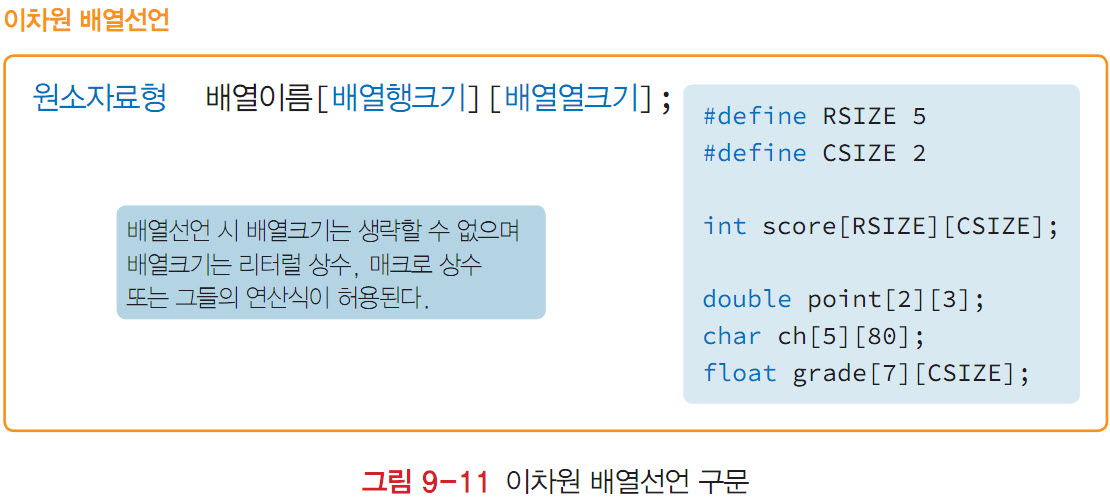 이차원 배열선언
원소자료형 배열이름[배열행크기][배열열크기];
배열선언 시 배열크기는 생략할 수 없으며
배열크기는 리터럴 상수, 매크로 상수
또는 그들의 연산식이 허용된다.
#define RSIZE 5
#define CSIZE 2
int score[RSIZE][CSIZE];
double point[2][3];
char ch[5][80];
float grade[7][CSIZE];
그림 9-11 이차원 배열선언 구문